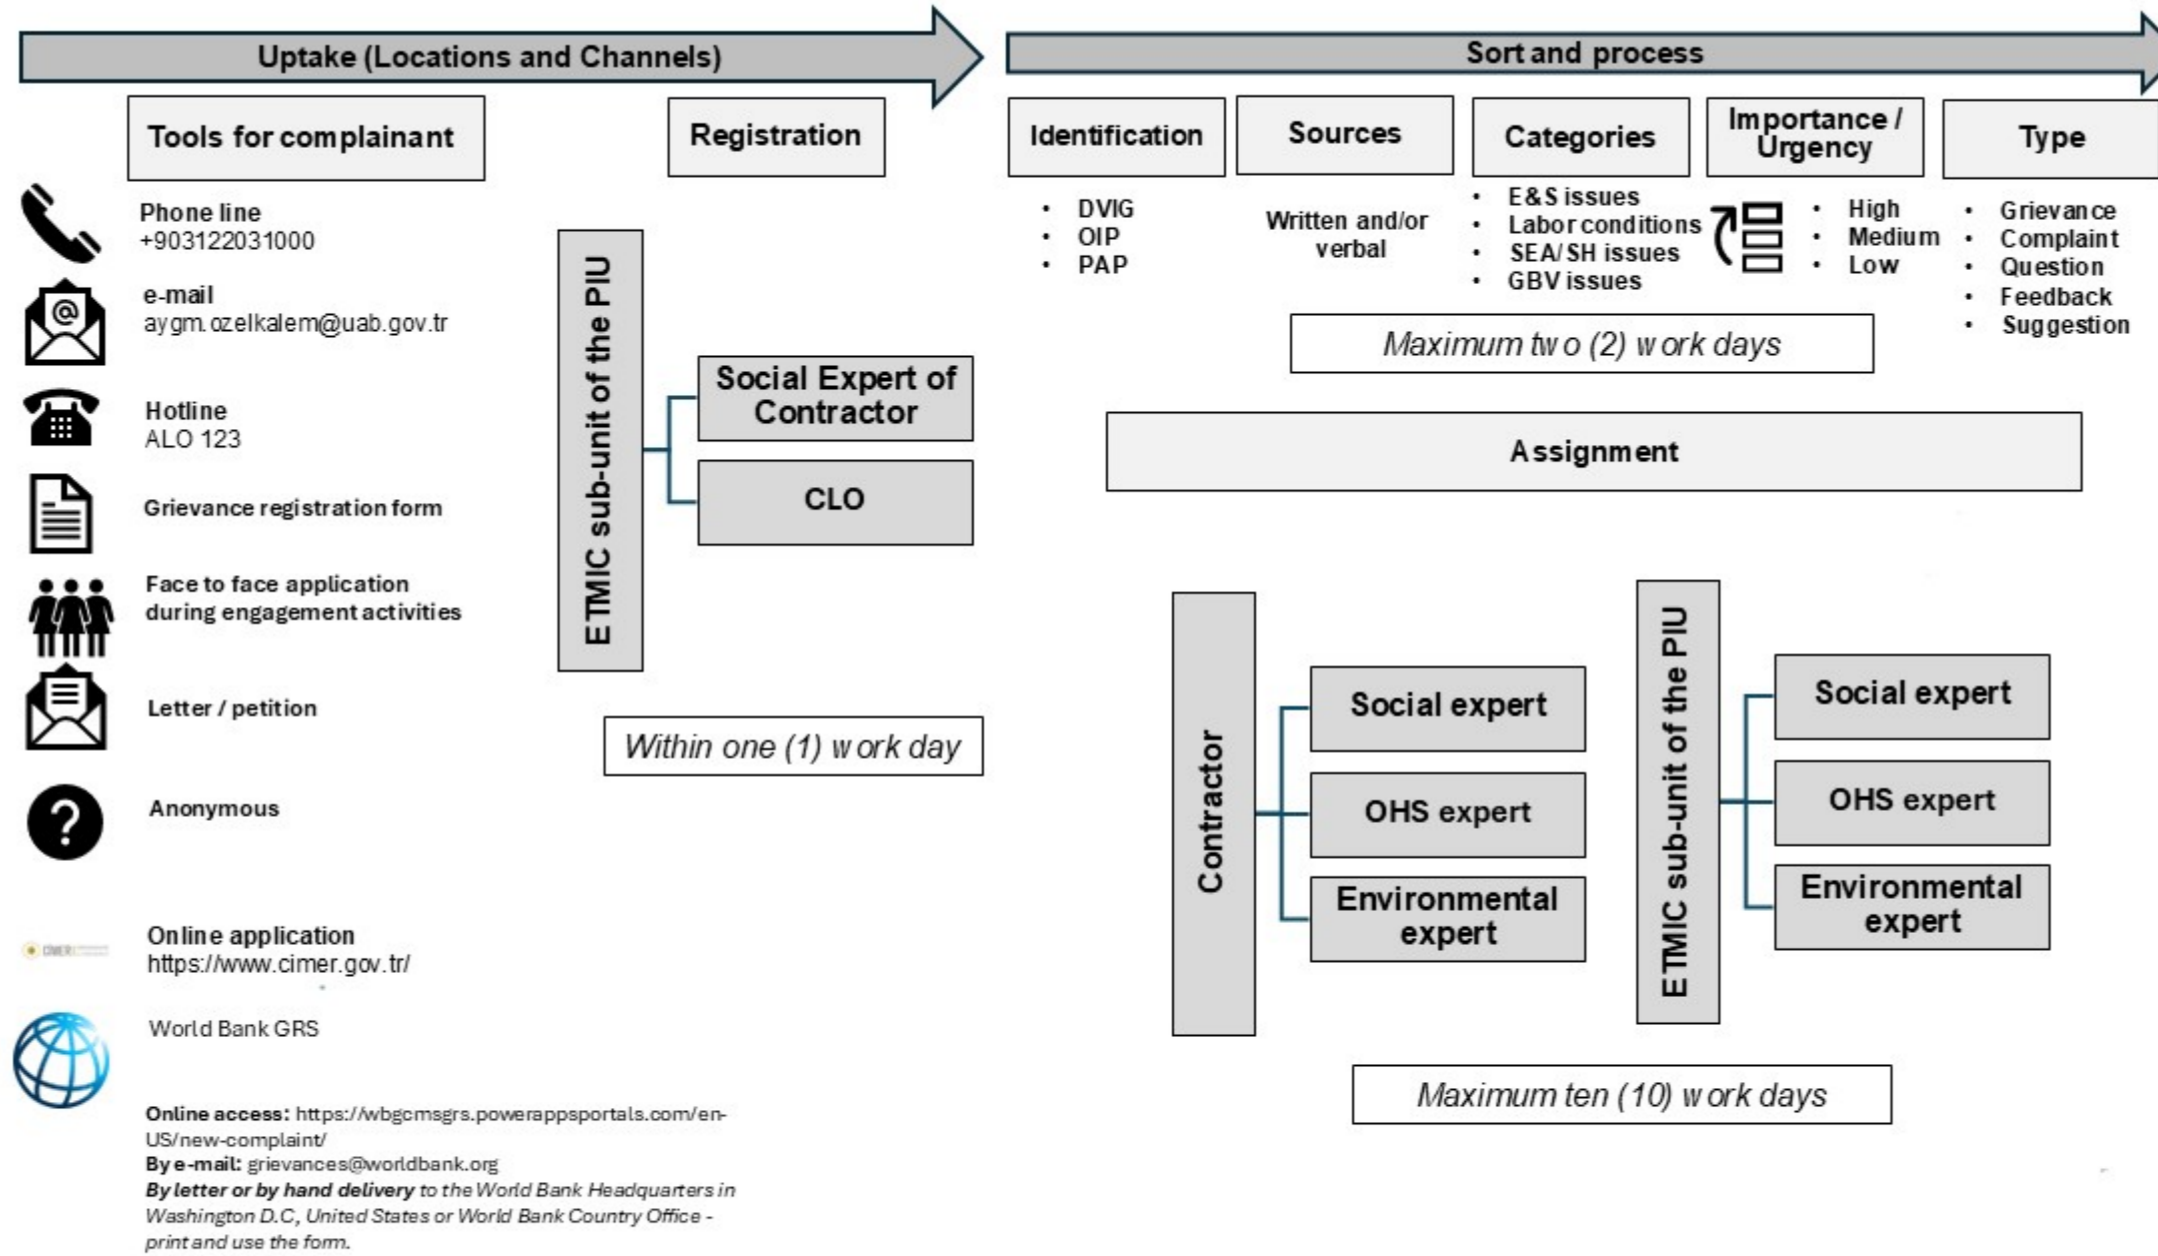 Uptake (Locations and Channels)
Sort and process
Tools for complainant
Registration
Identification
Sources
Categories
Importance /
Urgency
Type
Phone line
+903122031000
e-mail
aygm.ozelkalem@uab.gov.tr
Hotline
ALO 123
Grievance registration form
Face to face application
during engagement activities
Letter / petition
Anonymous
CIMER
Online application
https://www.cimer.gov.tr/
World Bank GRS
Online access: https://wbgcmsgrs.powerappsportals.com/en-
US/new-complaint/
By e-mail: grievances@worldbank.org
By letter or by hand delivery to the World Bank Headquarters in
Washington D.C, United States or World Bank Country Office -
print and use the form.
ETMIC sub-unit of the PIU
Social Expert of
Contractor
CLO
Within one (1) work day
• DVIG
• OIP
• PAP
Written and/or
verbal
• E&S issues
• Labor conditions
• SEA/SH issues
• GBV issues
• High
• Medium
• Low
• Grievance
• Complaint
• Question
• Feedback
• Suggestion
Maximum two (2) work days
Assignment
Contractor
Social expert
OHS expert
Environmental
expert
ETMIC sub-unit of the PIU
Social expert
OHS expert
Environmental
expert
Maximum ten (10) work days